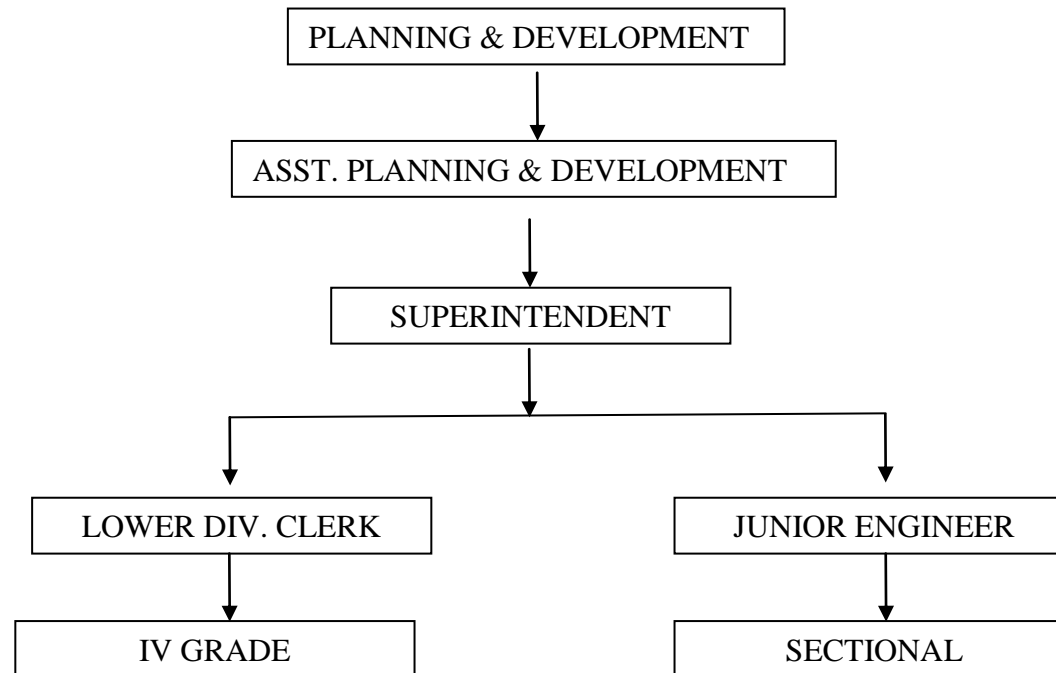 PLANNING & DEVELOPMENT
ASST. PLANNING & DEVELOPMENT
SUPERINTENDENT
LOWER DIV. CLERK
JUNIOR ENGINEER
IV GRADE
SECTIONAL